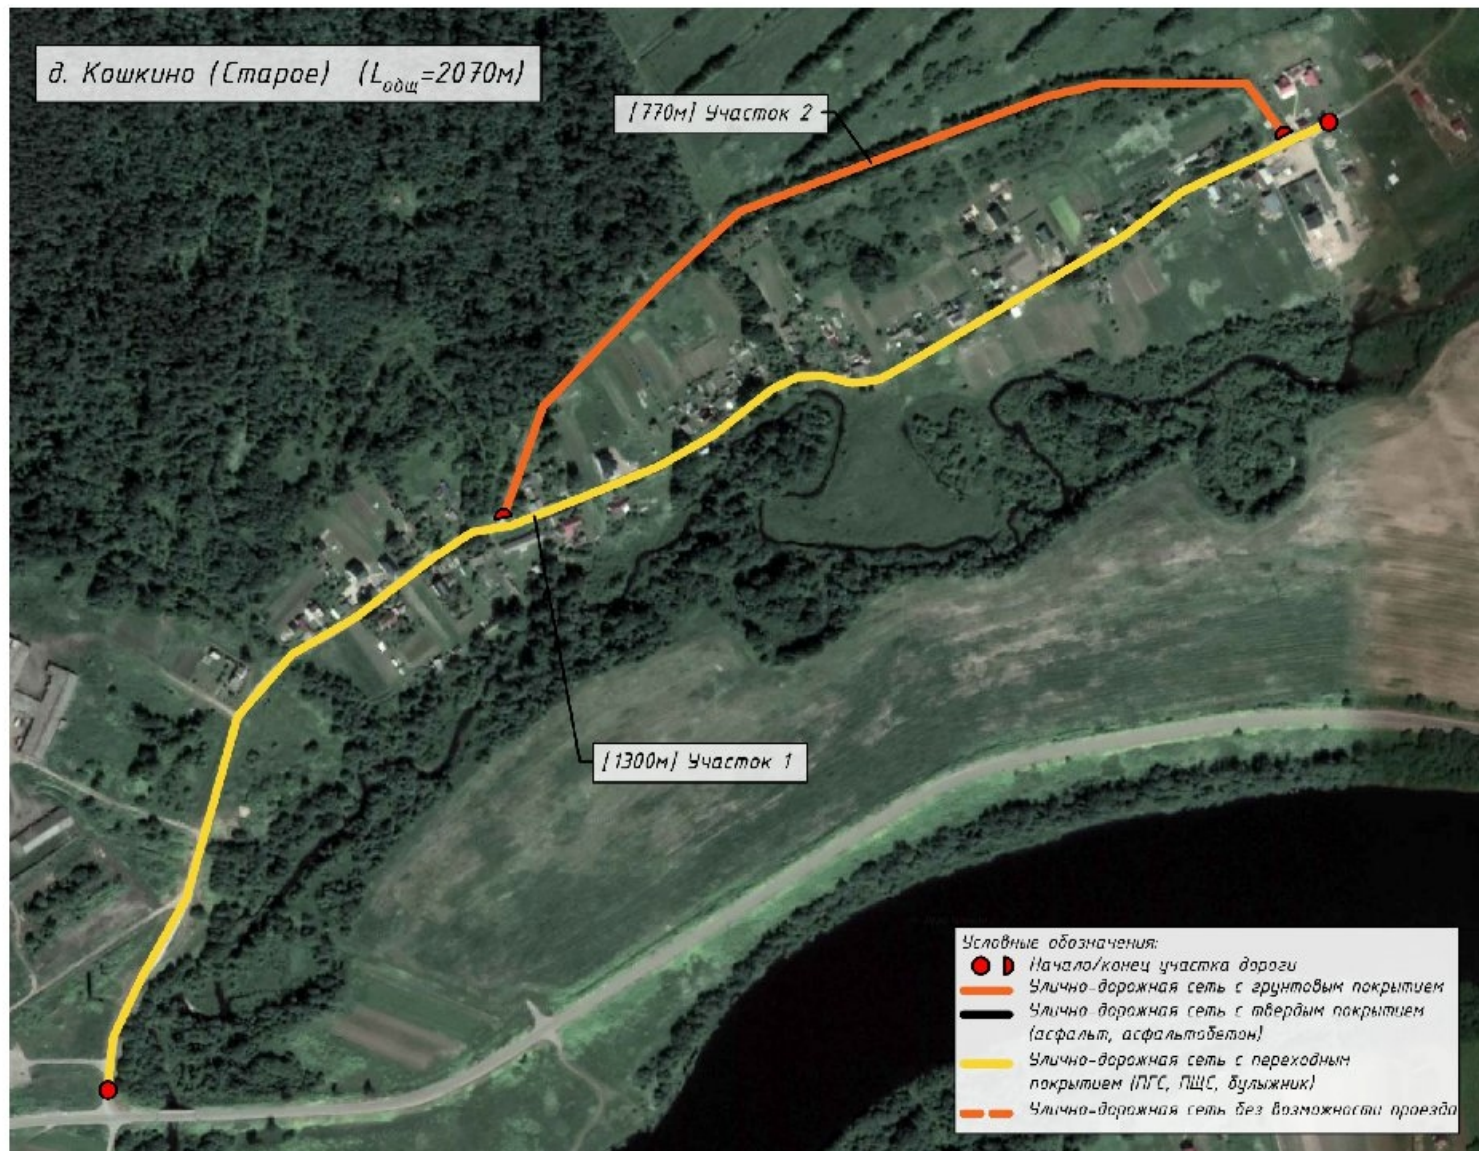 д. Кошкино (Старое) (Lобщ=2070м)
[770м] Участок 2
[1300м] Участок 1
Условные обозначения:
Начало/конец участка дороги
Улично-дорожная сеть с грунтовым покрытием
Улично-дорожная сеть с твердым покрытием
(асфальт, асфальтобетон)
Улично-дорожная сеть с переходным
покрытием (ПГС, ПЩС, булыжник)
Улично-дорожная сеть без возможности проезда